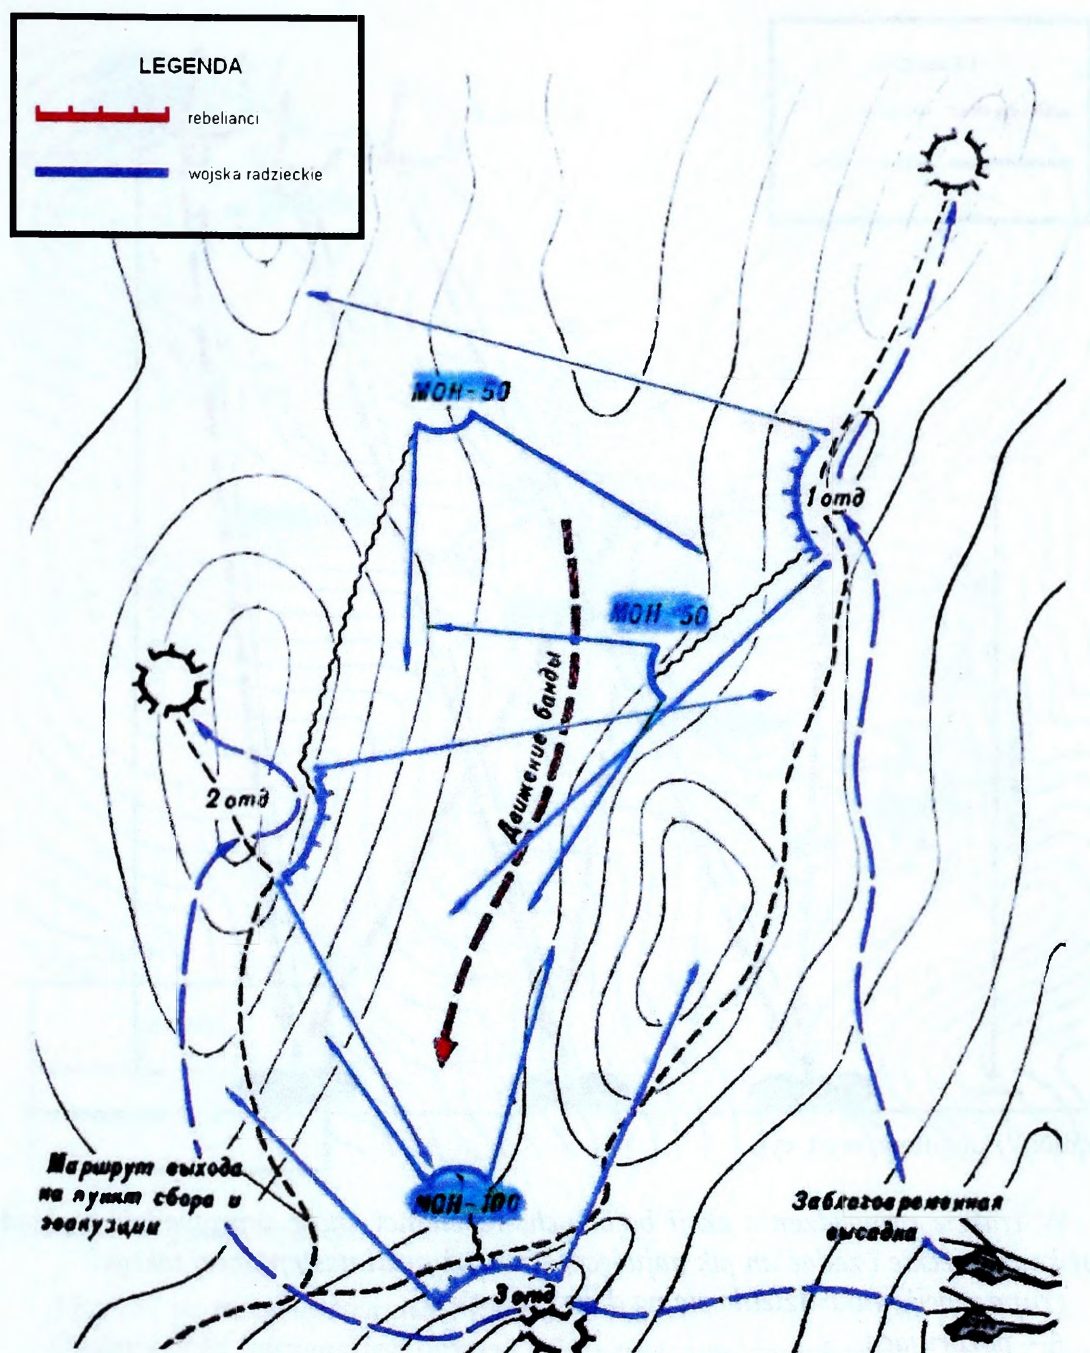 LEGENDA
rebelianci
wojska radzieckie
МОН-50
1 отд
МОН-50
Движение банды
2 отд
Маршрут выхода
на пункт сбора и
эвакуции
МОН-100
Заблаговременная
высадка
3 отд